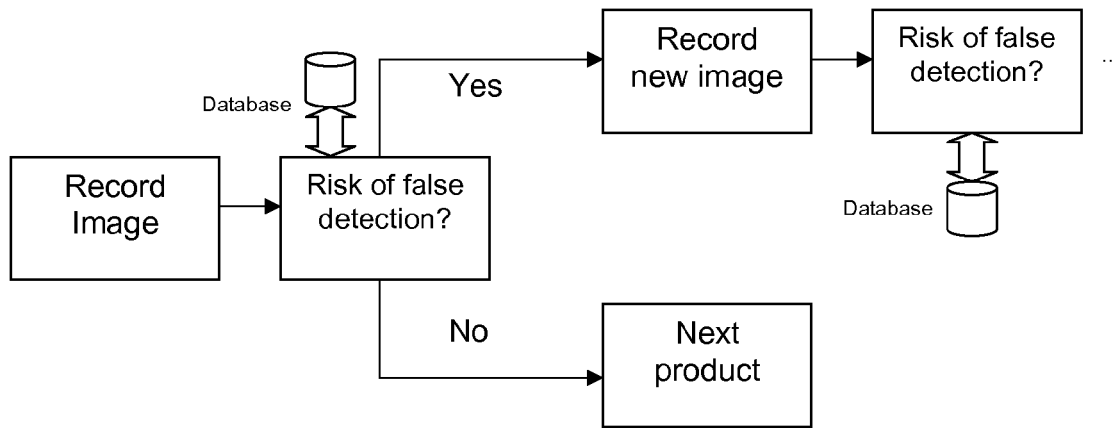 Record
new image
Risk of false
detection?
..
Yes
Database
Record
Image
Risk of false
detection?
Database
No
Next
product